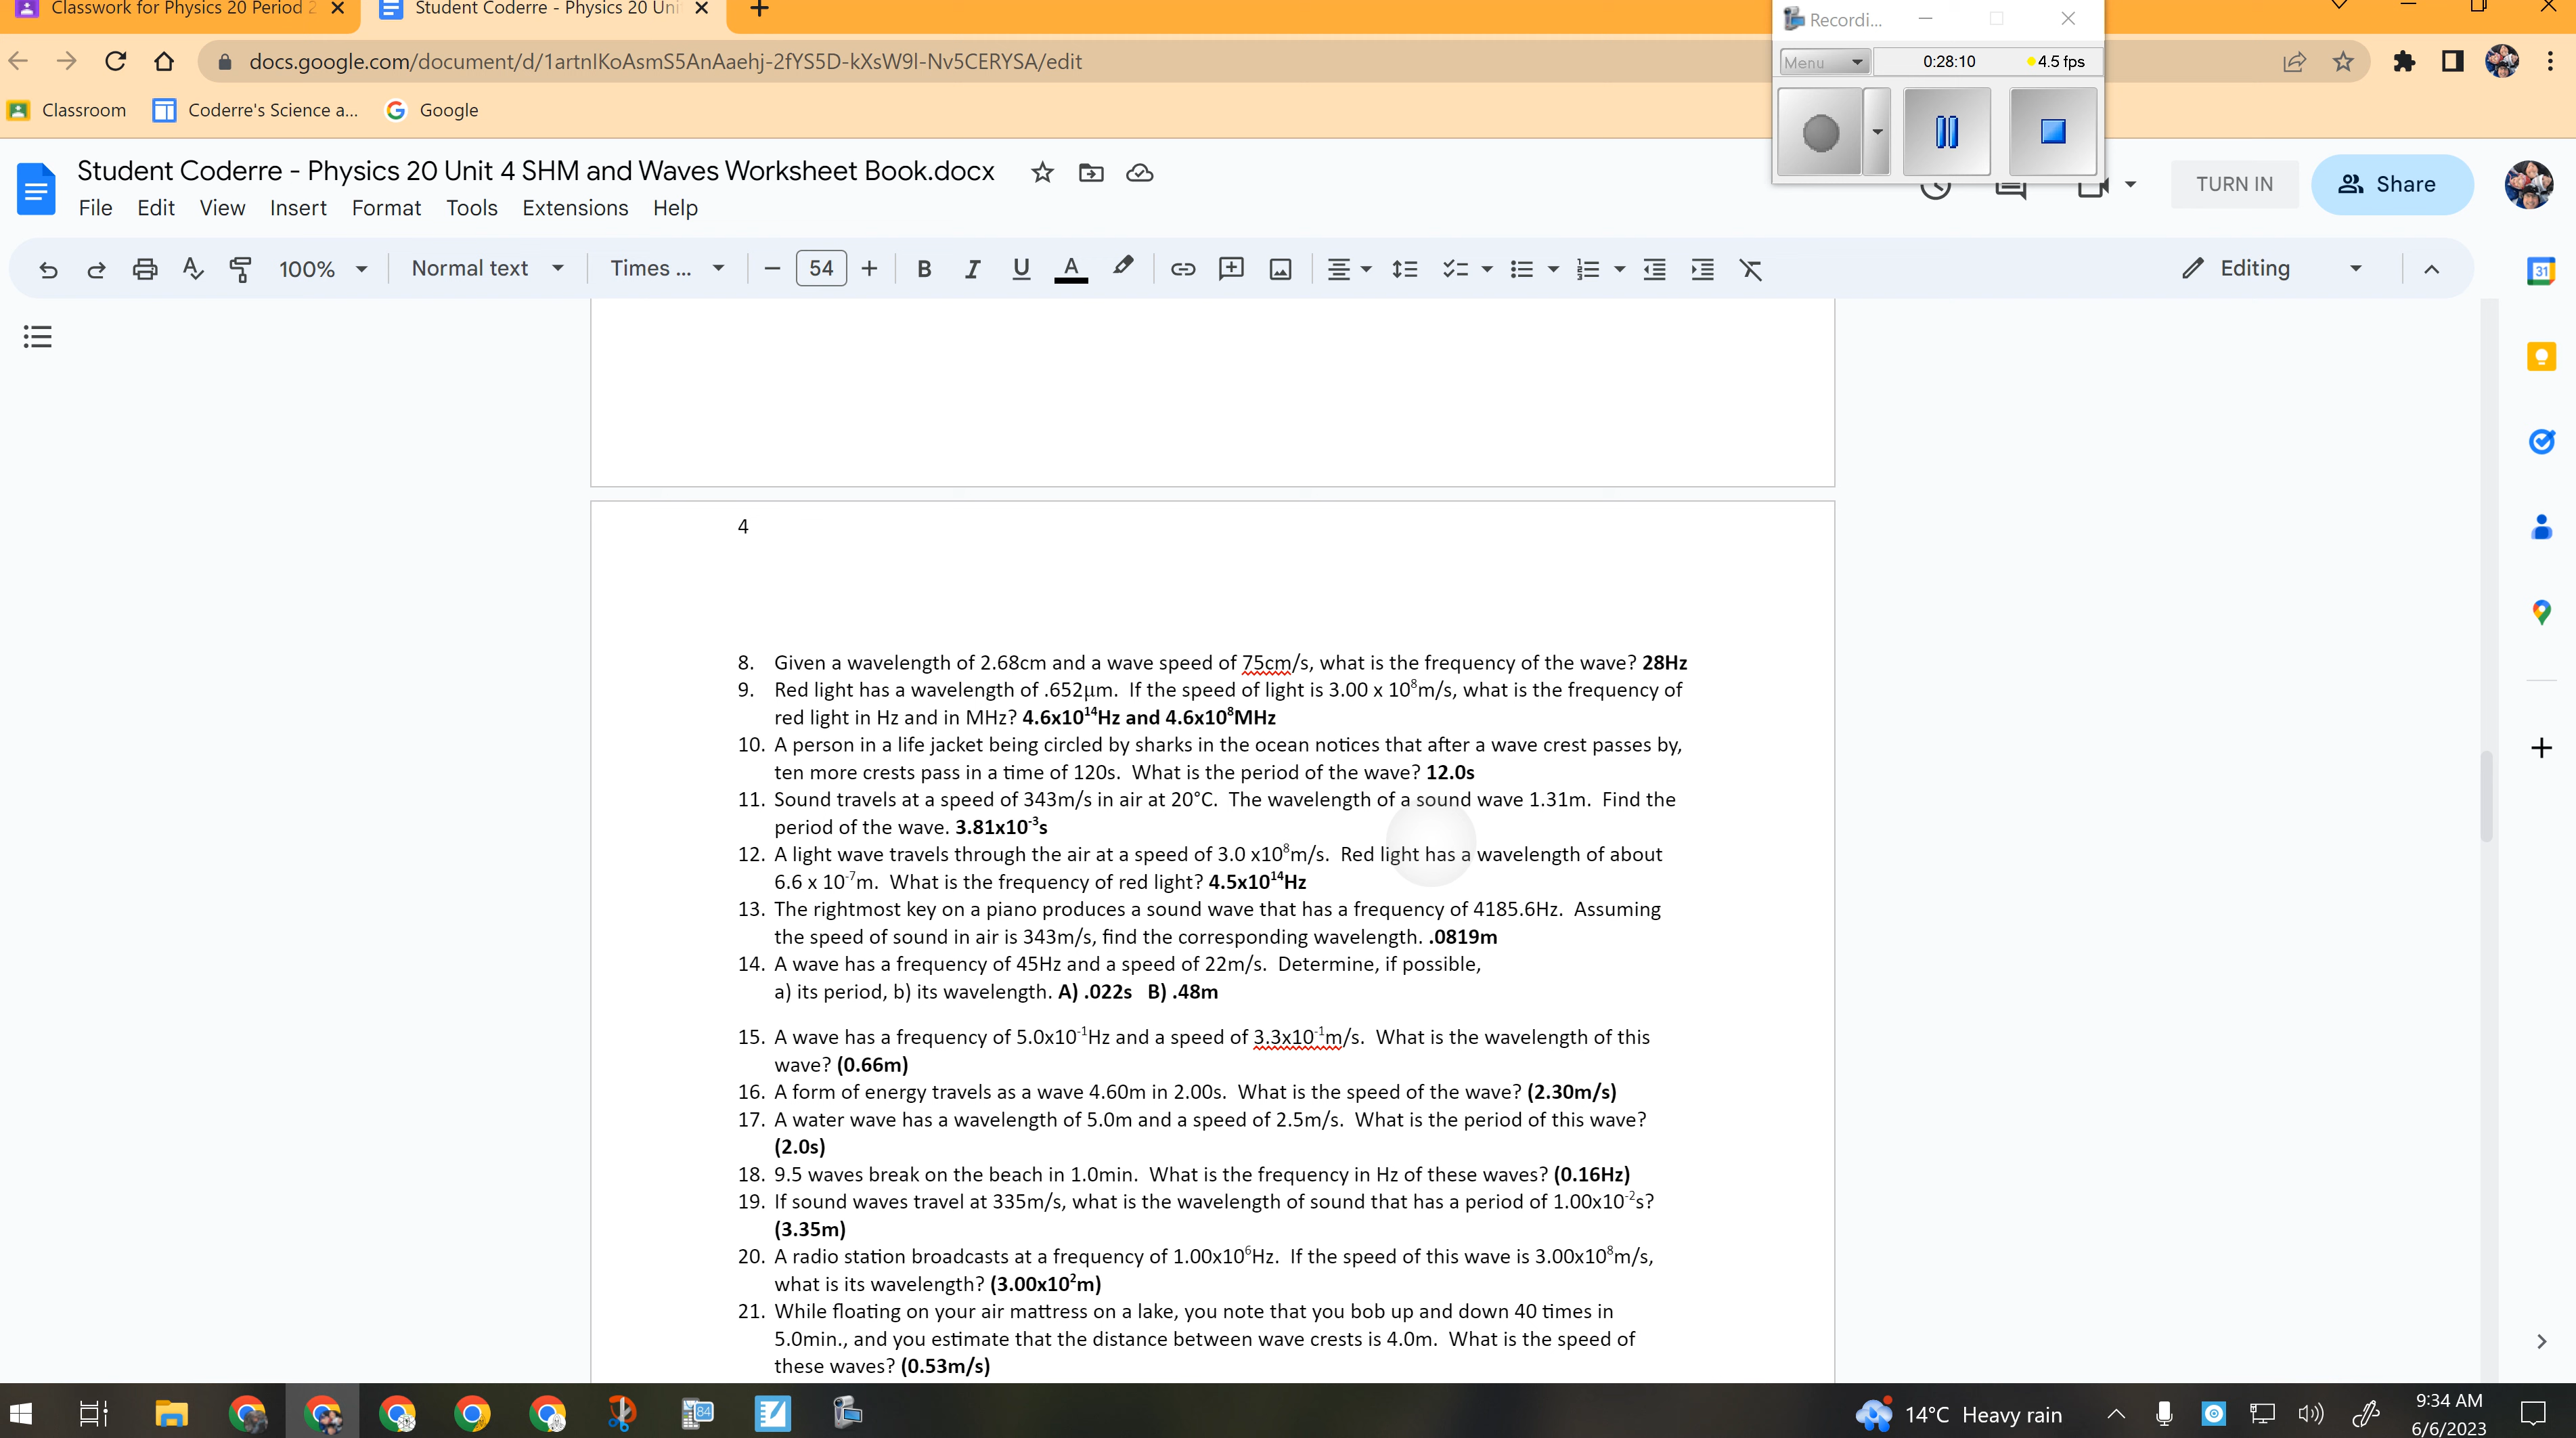 Classwork for Physics 20 Period 2
Student Coderre - Physics 20 Uni
Recordi...
docs.google.com/document/d/1artnlKoAsmS5AnAaehj-2fYS5D-kXsW9l-Nv5CERYSA/edit
Menu
0:28:10
4.5 fps
Classroom
Coderre's Science a...
Google
Student Coderre - Physics 20 Unit 4 SHM and Waves Worksheet Book.docx
TURN IN
Share
File Edit View Insert Format Tools Extensions Help
100% Normal text Times ... 54 B I U A Editing
31
4
8. Given a wavelength of 2.68cm and a wave speed of 75cm/s, what is the frequency of the wave? 28Hz
9. Red light has a wavelength of .652µm. If the speed of light is 3.00 x 10⁸m/s, what is the frequency of
red light in Hz and in MHz? 4.6x10¹⁴Hz and 4.6x10⁸MHz
10. A person in a life jacket being circled by sharks in the ocean notices that after a wave crest passes by,
ten more crests pass in a time of 120s. What is the period of the wave? 12.0s
11. Sound travels at a speed of 343m/s in air at 20°C. The wavelength of a sound wave 1.31m. Find the
period of the wave. 3.81x10⁻³s
12. A light wave travels through the air at a speed of 3.0 x10⁸m/s. Red light has a wavelength of about
6.6 x 10⁻⁷m. What is the frequency of red light? 4.5x10¹⁴Hz
13. The rightmost key on a piano produces a sound wave that has a frequency of 4185.6Hz. Assuming
the speed of sound in air is 343m/s, find the corresponding wavelength. .0819m
14. A wave has a frequency of 45Hz and a speed of 22m/s. Determine, if possible,
a) its period, b) its wavelength. A) .022s B) .48m
15. A wave has a frequency of 5.0x10⁻¹Hz and a speed of 3.3x10⁻¹m/s. What is the wavelength of this
wave? (0.66m)
16. A form of energy travels as a wave 4.60m in 2.00s. What is the speed of the wave? (2.30m/s)
17. A water wave has a wavelength of 5.0m and a speed of 2.5m/s. What is the period of this wave?
(2.0s)
18. 9.5 waves break on the beach in 1.0min. What is the frequency in Hz of these waves? (0.16Hz)
19. If sound waves travel at 335m/s, what is the wavelength of sound that has a period of 1.00x10⁻²s?
(3.35m)
20. A radio station broadcasts at a frequency of 1.00x10⁶Hz. If the speed of this wave is 3.00x10⁸m/s,
what is its wavelength? (3.00x10²m)
21. While floating on your air mattress on a lake, you note that you bob up and down 40 times in
5.0min., and you estimate that the distance between wave crests is 4.0m. What is the speed of
these waves? (0.53m/s)
84
14°C Heavy rain
9:34 AM
6/6/2023